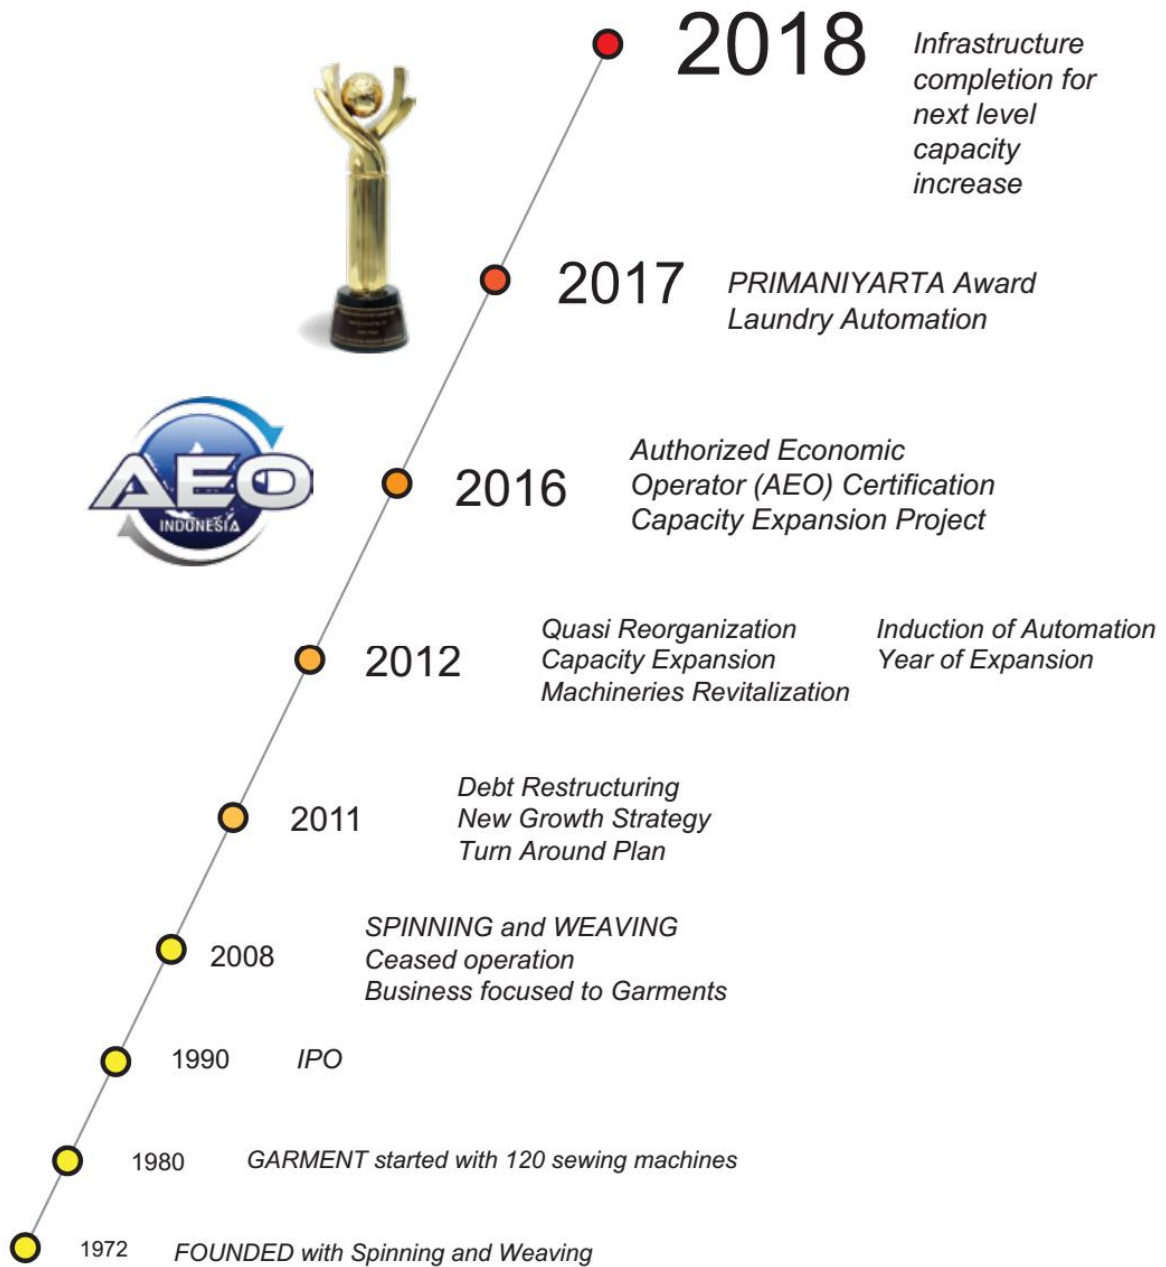 2018
Infrastructure
completion for
next level
capacity
increase
2017
PRIMANIYARTA Award
Laundry Automation
AEO
INDONESIA
2016
Authorized Economic
Operator (AEO) Certification
Capacity Expansion Project
2012
Quasi Reorganization
Capacity Expansion
Machineries Revitalization
Induction of Automation
Year of Expansion
2011
Debt Restructuring
New Growth Strategy
Turn Around Plan
2008
SPINNING and WEAVING
Ceased operation
Business focused to Garments
1990 IPO
1980 GARMENT started with 120 sewing machines
1972 FOUNDED with Spinning and Weaving